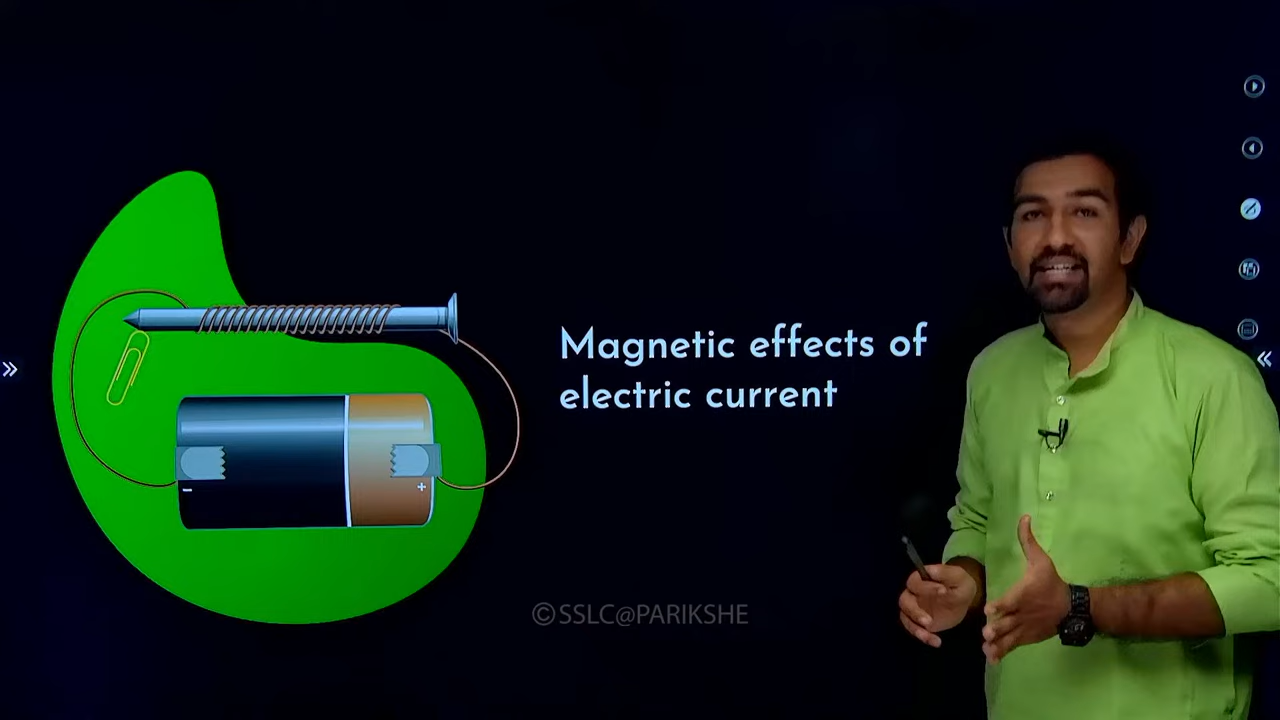 Magnetic effects of
electric current
-
+
©SSLC@PARIKSHE